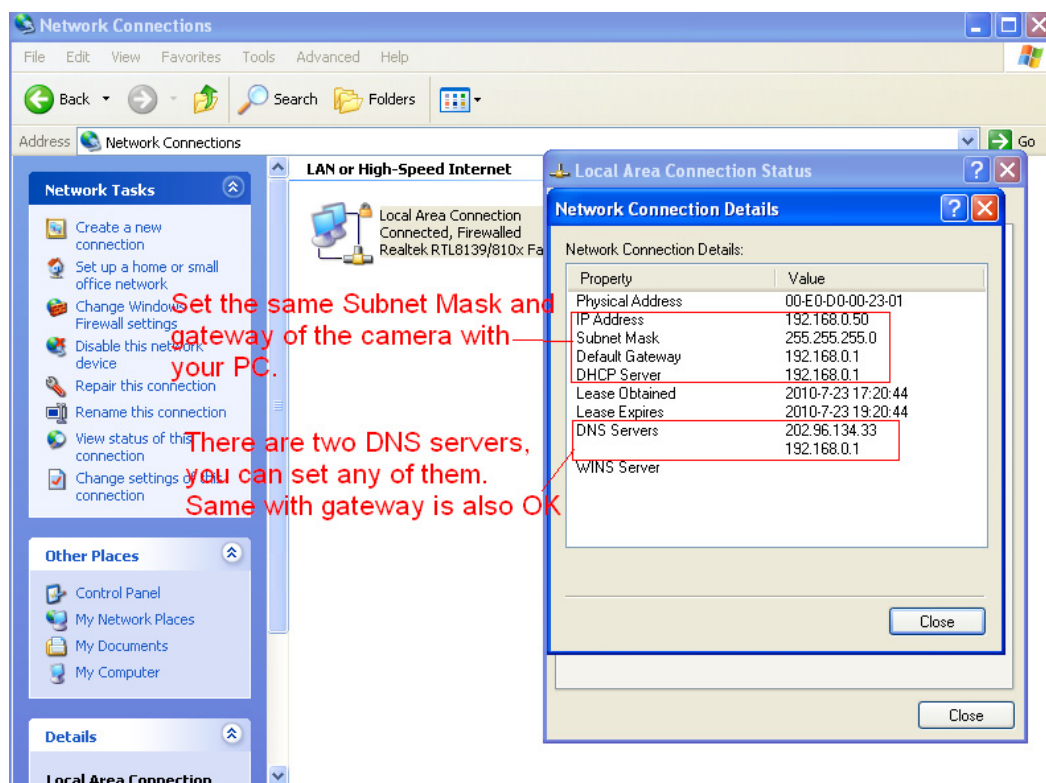 Network Connections
File Edit View Favorites Tools Advanced Help
Back Search Folders
Address Network Connections Go
Network Tasks
Create a new
connection
Set up a home or small
office network
Change Windows
Firewall settings
Disable this network
device
Repair this connection
Rename this connection
View status of this
connection
Change settings of this
connection
Other Places
Control Panel
My Network Places
My Documents
My Computer
Details
Local Area Connection
LAN or High-Speed Internet
Local Area Connection
Connected, Firewalled
Realtek RTL8139/810x Fa
Set the same Subnet Mask and
gateway of the camera with
your PC.
There are two DNS servers,
you can set any of them.
Same with gateway is also OK
Local Area Connection Status
Network Connection Details
Network Connection Details:
Property Value
Physical Address 00-E0-D0-00-23-01
IP Address 192.168.0.50
Subnet Mask 255.255.255.0
Default Gateway 192.168.0.1
DHCP Server 192.168.0.1
Lease Obtained 2010-7-23 17:20:44
Lease Expires 2010-7-23 19:20:44
DNS Servers 202.96.134.33
192.168.0.1
WINS Server
Close
Close